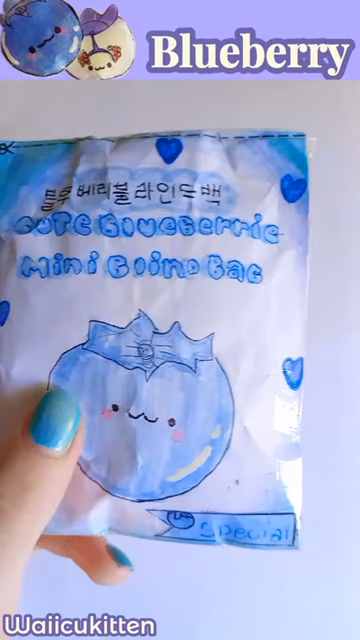 Blueberry
블루베리블라인드백
CUTE Blueberrie
Mini Blind Bag
Special
Waiicukitten